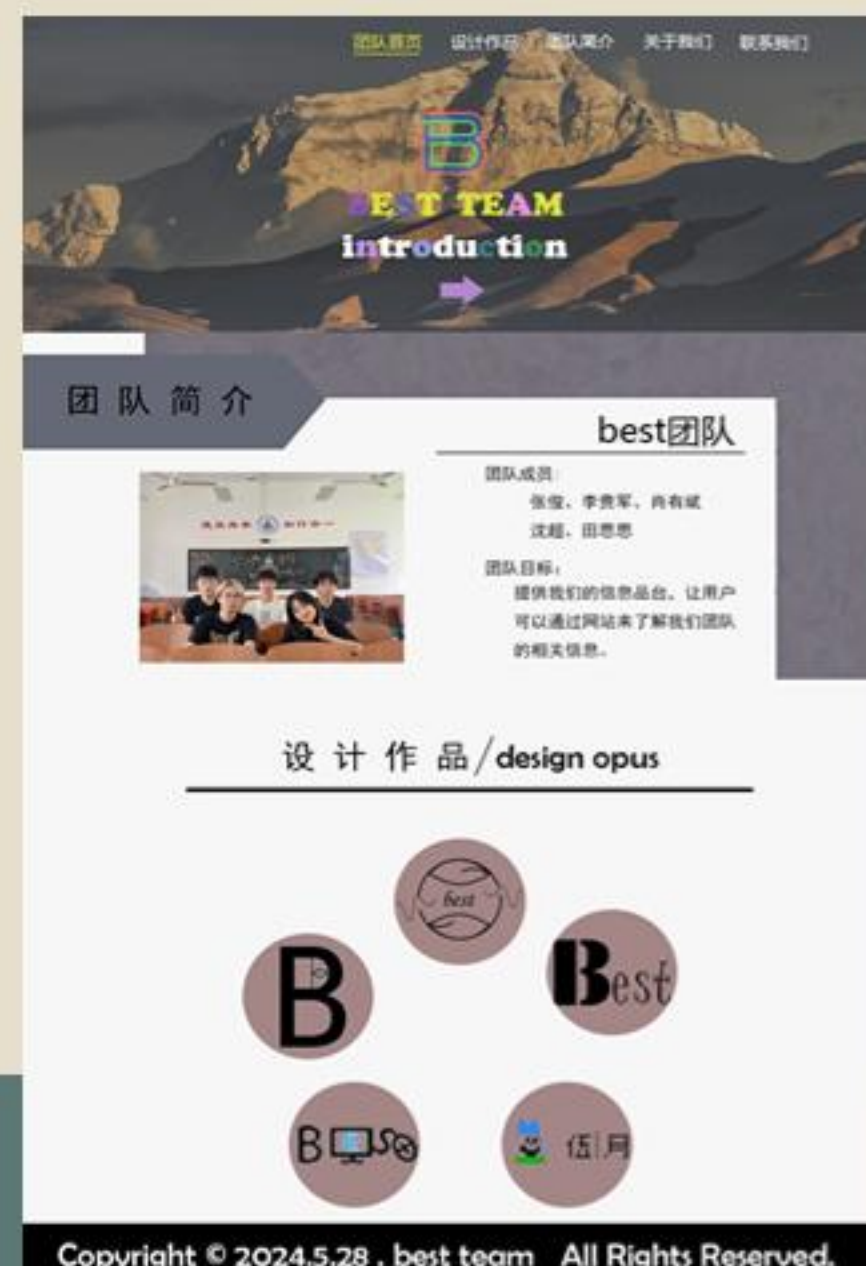 团队首页 设计作品 团队简介 关于我们 联系我们
B
BEST TEAM
introduction
团队简介
best团队
团队成员:
张俊、李贵军、肖有斌
沈超、田思思
团队目标:
提供我们的信息品台。让用户
可以通过网站来了解我们团队
的相关信息。
设计作品/design opus
best
B
Best
B
伍网
Copyright © 2024.5.28 . best team All Rights Reserved.